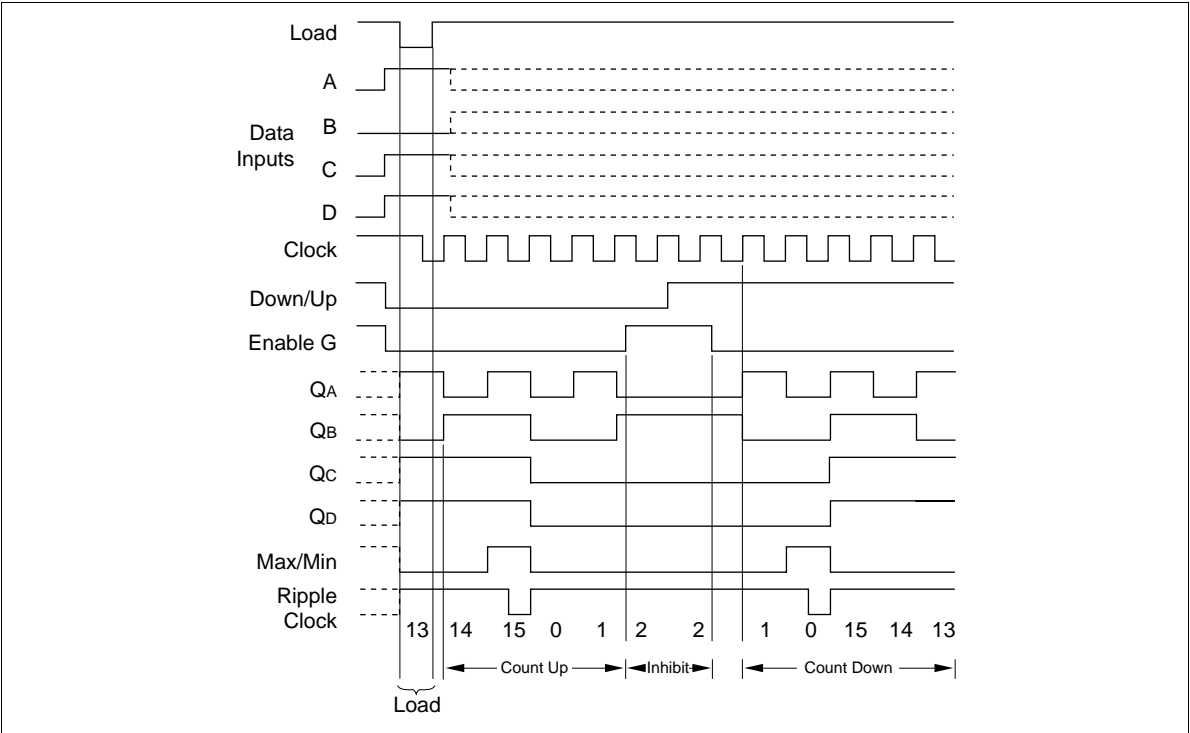 Load
A
Data
Inputs
B
C
D
Clock
Down/Up
Enable G
QA
QB
QC
QD
Max/Min
Ripple
Clock
13 14 15 0 1 2 2 1 0 15 14 13
Count Up Inhibit Count Down
Load